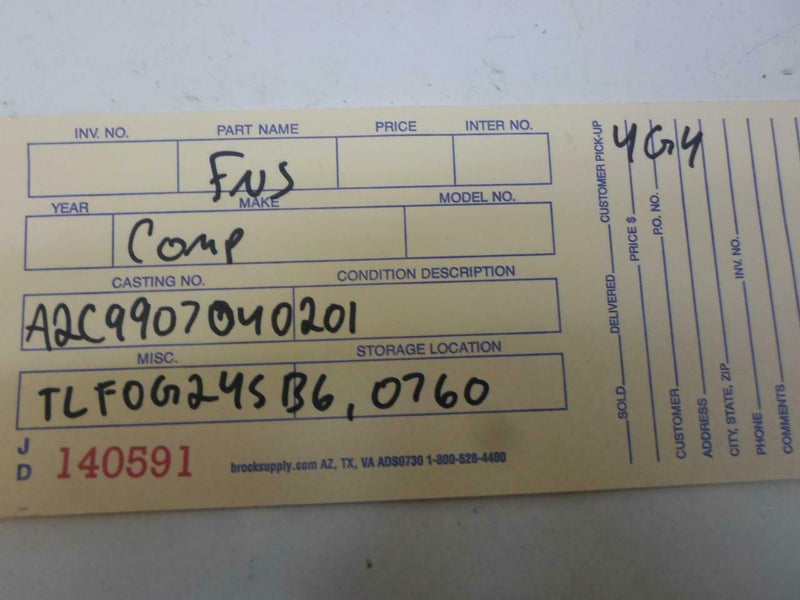 INV. NO. PART NAME PRICE INTER NO.
FNS
YEAR MAKE MODEL NO.
Comp
CASTING NO. CONDITION DESCRIPTION
A2C9907040201
MISC. STORAGE LOCATION
TLF0G24S B6, 0760
J D 140591
brocksupply.com AZ, TX, VA ADS0730 1-800-528-4400
4G4
SOLD DELIVERED CUSTOMER PICK-UP
PRICE $
P.O. NO.
CUSTOMER
ADDRESS
CITY, STATE, ZIP INV. NO.
PHONE
COMMENTS